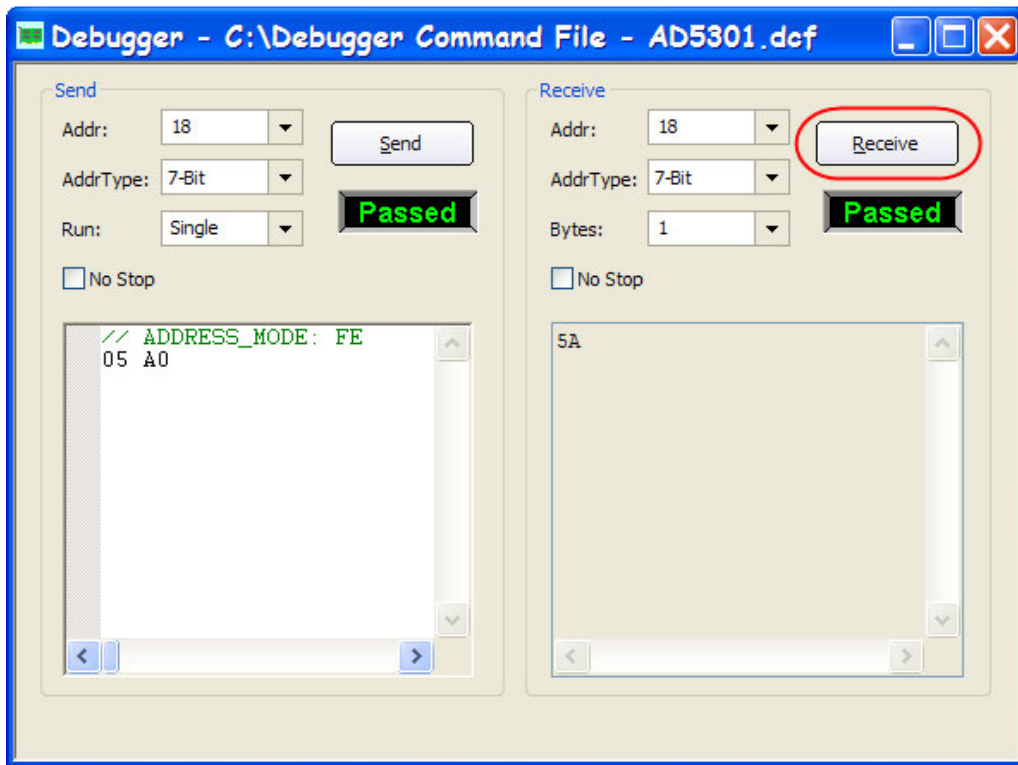 Debugger - C:\Debugger Command File - AD5301.dcf
Send
Addr: 18
Send
AddrType: 7-Bit
Passed
Run: Single
No Stop
// ADDRESS_MODE: FE
05 A0
Receive
Addr: 18
Receive
AddrType: 7-Bit
Passed
Bytes: 1
No Stop
5A